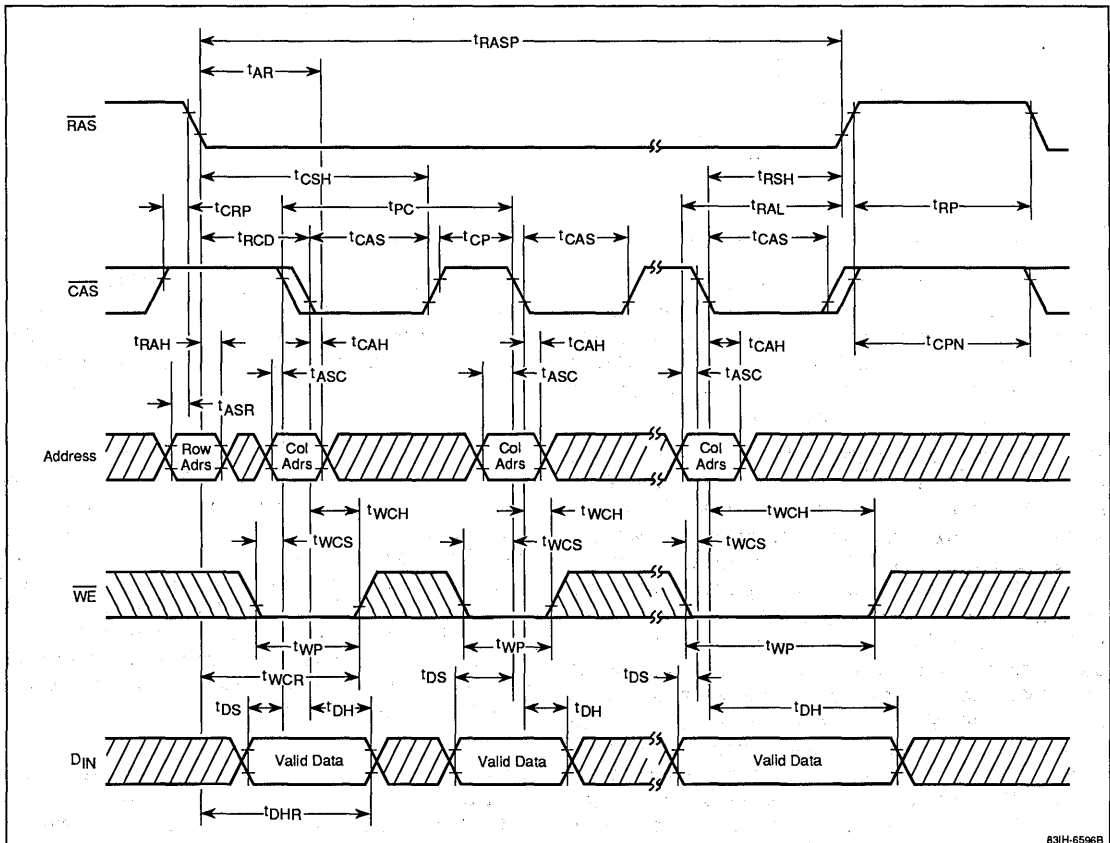 tRASP
tAR
RAS
tCSH
tRSH
tCRP
tPC
tRAL
tRP
tRCD
tCAS
tCP
tCAS
tCAS
CAS
tRAH
tCAH
tCAH
tCAH
tCPN
tASC
tASC
tASC
tASR
Address
Row Adrs
Col Adrs
Col Adrs
Col Adrs
tWCH
tWCH
tWCH
tWCS
tWCS
tWCS
WE
tWP
tWP
tWP
tWCR
tDS
tDS
tDS
tDH
tDH
tDH
DIN
Valid Data
Valid Data
Valid Data
tDHR
83IH-6596B